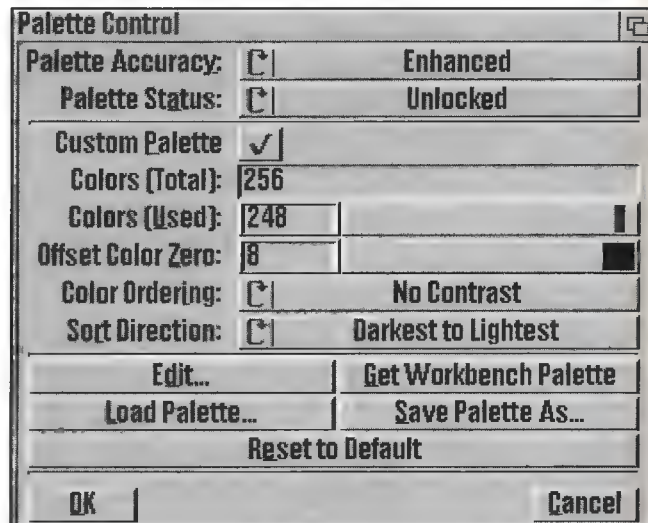 Palette Control
Palette Accuracy: Enhanced
Palette Status: Unlocked
Custom Palette
Colors (Total): 256
Colors (Used): 248
Offset Color Zero: 8
Color Ordering: No Contrast
Sort Direction: Darkest to Lightest
Edit... Get Workbench Palette
Load Palette... Save Palette As...
Reset to Default
OK Cancel